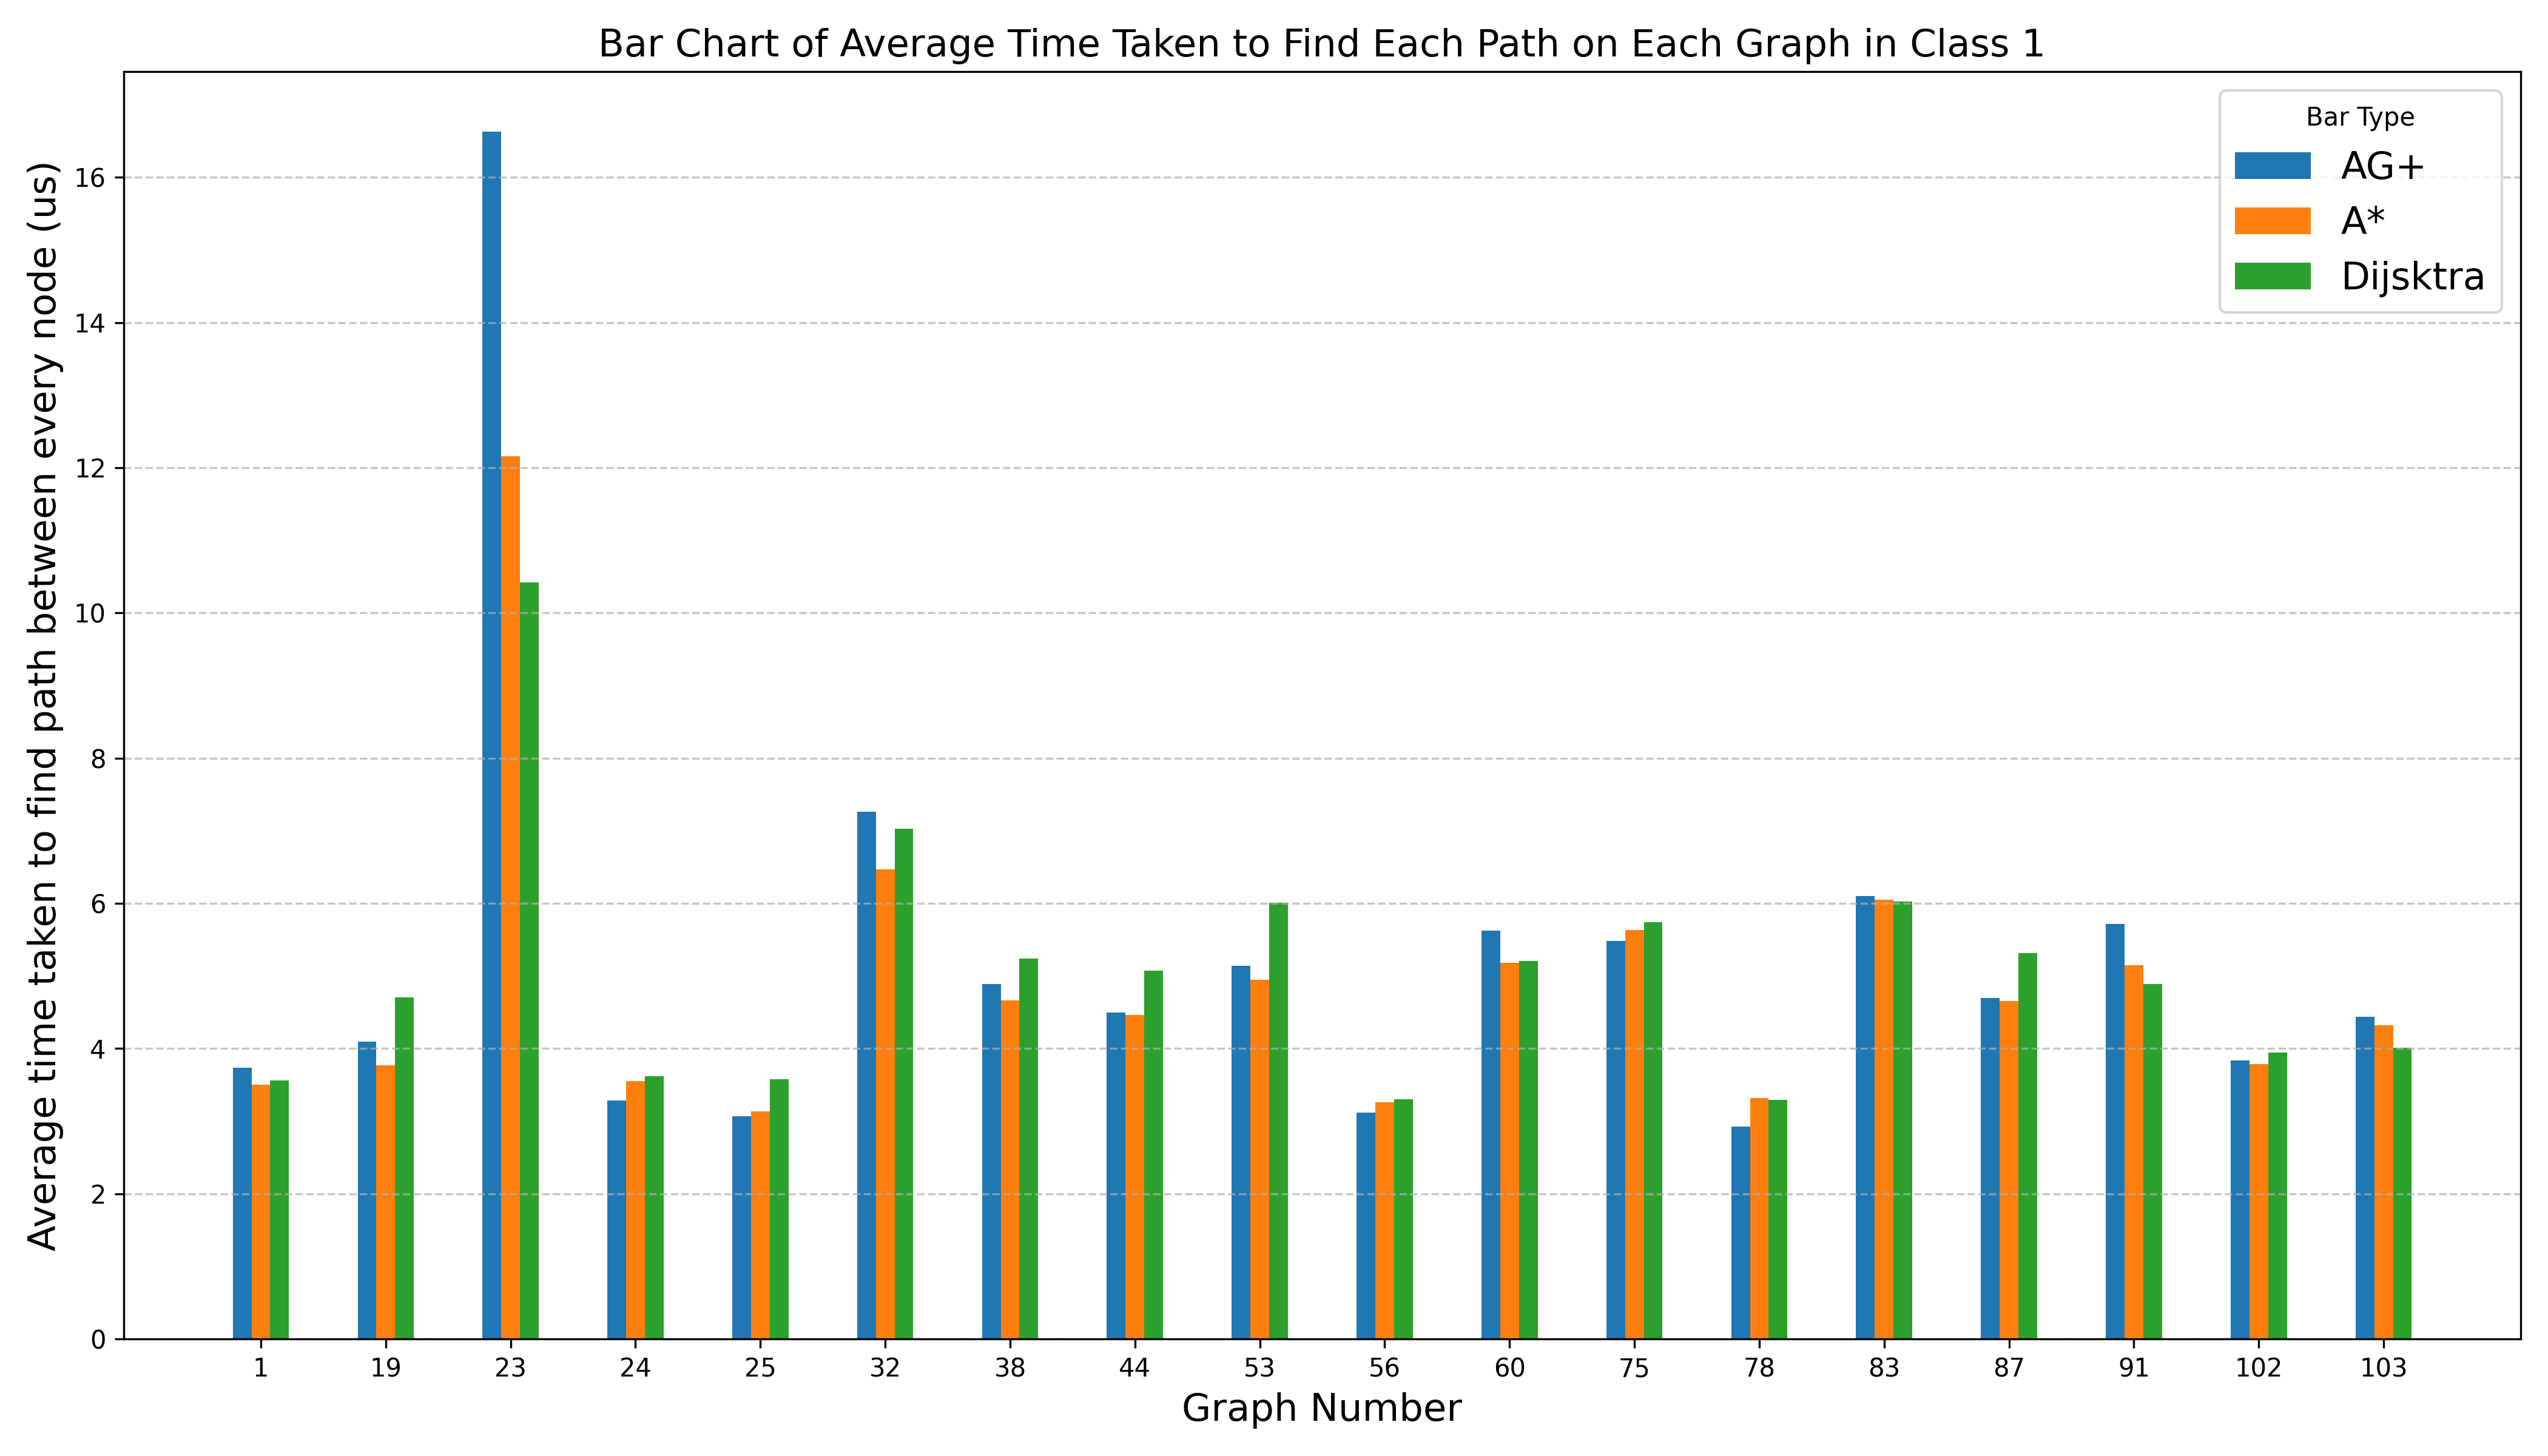 Bar Chart of Average Time Taken to Find Each Path on Each Graph in Class 1
Average time taken to find path between every node (us)
16
14
12
10
8
6
4
2
0
Bar Type
AG+
A*
Dijsktra
1 19 23 24 25 32 38 44 53 56 60 75 78 83 87 91 102 103
Graph Number